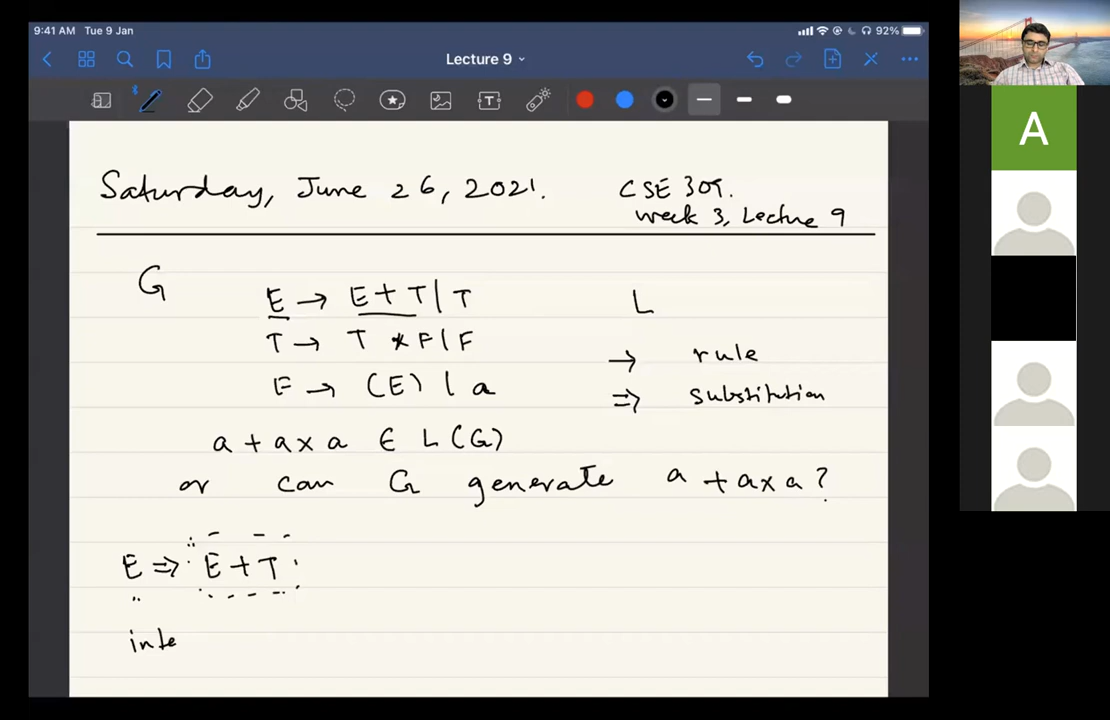 9:41 AM Tue 9 Jan
92%
Lecture 9
T
A
Saturday, June 26, 2021.
CSE 309.
week 3, Lecture 9
G
E → E + T | T
L
T → T * F | F
→ rule
F → (E) | a
⇒ substitution
a + a x a ∈ L (G)
or can G generate a + a x a ?
E ⇒ E + T
inte